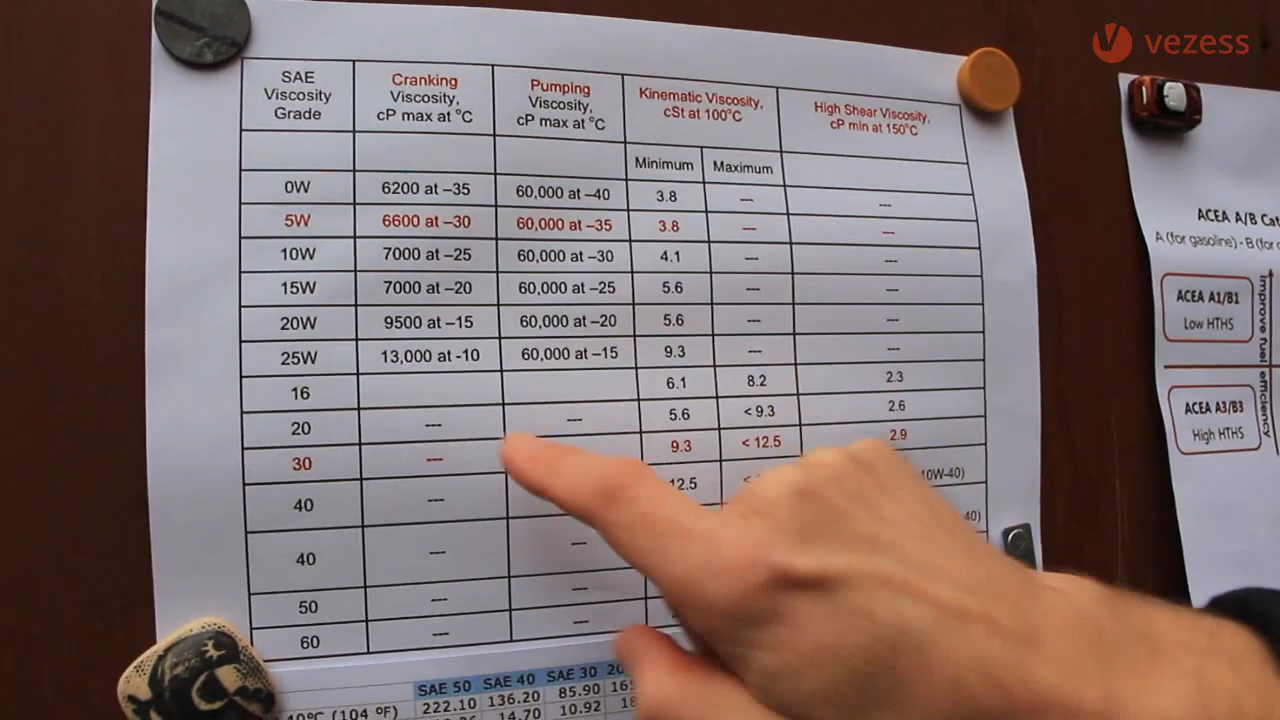 vezess
SAE Viscosity Grade
Cranking Viscosity, cP max at °C
Pumping Viscosity, cP max at °C
Kinematic Viscosity, cSt at 100°C
High Shear Viscosity, cP min at 150°C
Minimum Maximum
0W 6200 at –35 60,000 at –40 3.8 --- ---
5W 6600 at –30 60,000 at –35 3.8 --- ---
10W 7000 at –25 60,000 at –30 4.1 --- ---
15W 7000 at –20 60,000 at –25 5.6 --- ---
20W 9500 at –15 60,000 at –20 5.6 --- ---
25W 13,000 at -10 60,000 at –15 9.3 --- ---
16 6.1 8.2 2.3
20 --- --- 5.6 < 9.3 2.6
30 --- 9.3 < 12.5 2.9
40 --- 12.5 < 10W-40)
40 --- --- 40)
50 --- ---
60 --- ---
SAE 50 SAE 40 SAE 30 20
40°C (104 °F) 222.10 136.20 85.90
14.70 10.92
ACEA A/B Cat
A (for gasoline) - B (for
ACEA A1/B1
Low HTHS
ACEA A3/B3
High HTHS
Improve fuel efficiency